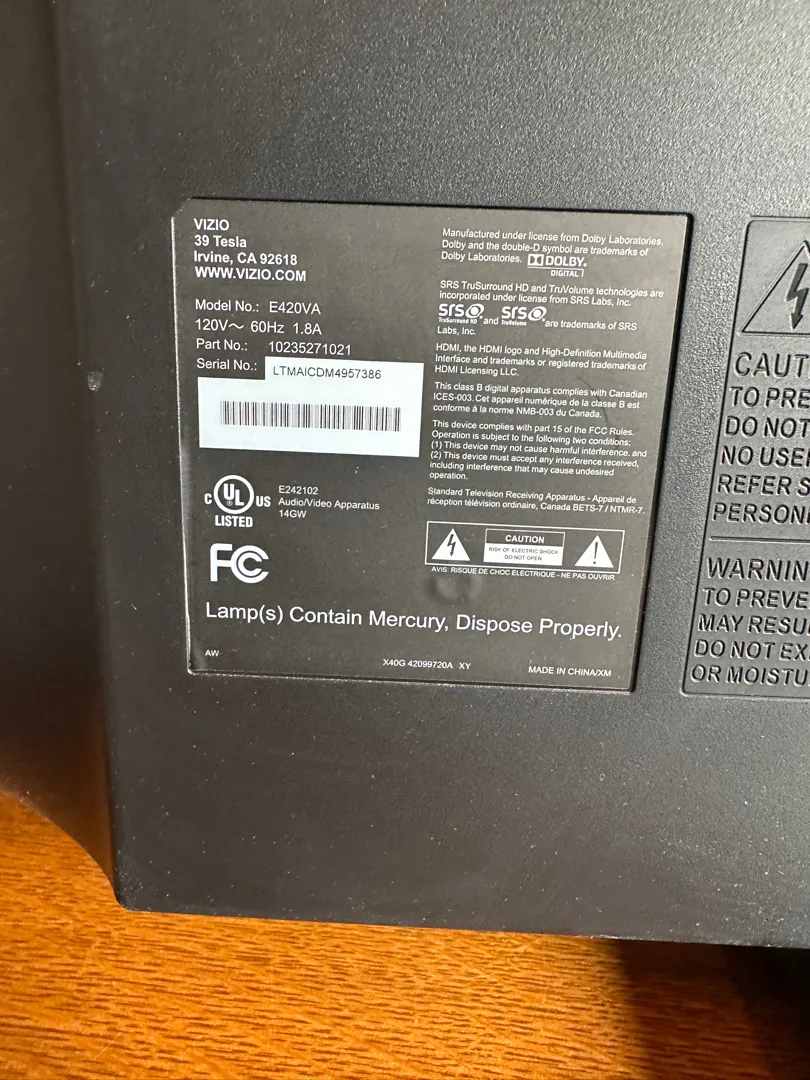 VIZIO
39 Tesla
Irvine, CA 92618
WWW.VIZIO.COM
Model No.: E420VA
120V～ 60Hz 1.8A
Part No.: 10235271021
Serial No.: LTMAICDM4957386
C UL US
LISTED
E242102
Audio/Video Apparatus
14GW
FC
Manufactured under license from Dolby Laboratories.
Dolby and the double-D symbol are trademarks of
Dolby Laboratories. DOLBY.
DIGITAL
SRS TruSurround HD and TruVolume technologies are
incorporated under license from SRS Labs, Inc.
SRS TruSurround HD and SRS TruVolume are trademarks of SRS
Labs, Inc.
HDMI, the HDMI logo and High-Definition Multimedia
Interface and trademarks or registered trademarks of
HDMI Licensing LLC.
This class B digital apparatus complies with Canadian
ICES-003. Cet appareil numérique de la classe B est
conforme à la norme NMB-003 du Canada.
This device complies with part 15 of the FCC Rules.
Operation is subject to the following two conditions:
(1) This device may not cause harmful interference. and
(2) This device must accept any interference received,
including interference that may cause undesired
operation.
Standard Television Receiving Apparatus - Appareil de
réception télévision ordinaire, Canada BETS-7 / NTMR-7.
CAUTION
RISK OF ELECTRIC SHOCK
DO NOT OPEN
AVIS: RISQUE DE CHOC ELECTRIQUE - NE PAS OUVRIR
Lamp(s) Contain Mercury, Dispose Properly.
AW
X40G 42099720A XY
MADE IN CHINA/XM
CAUT
TO PRE
DO NOT
NO USE
REFER S
PERSON
WARNIN
TO PREVE
MAY RESU
DO NOT EX
OR MOISTU